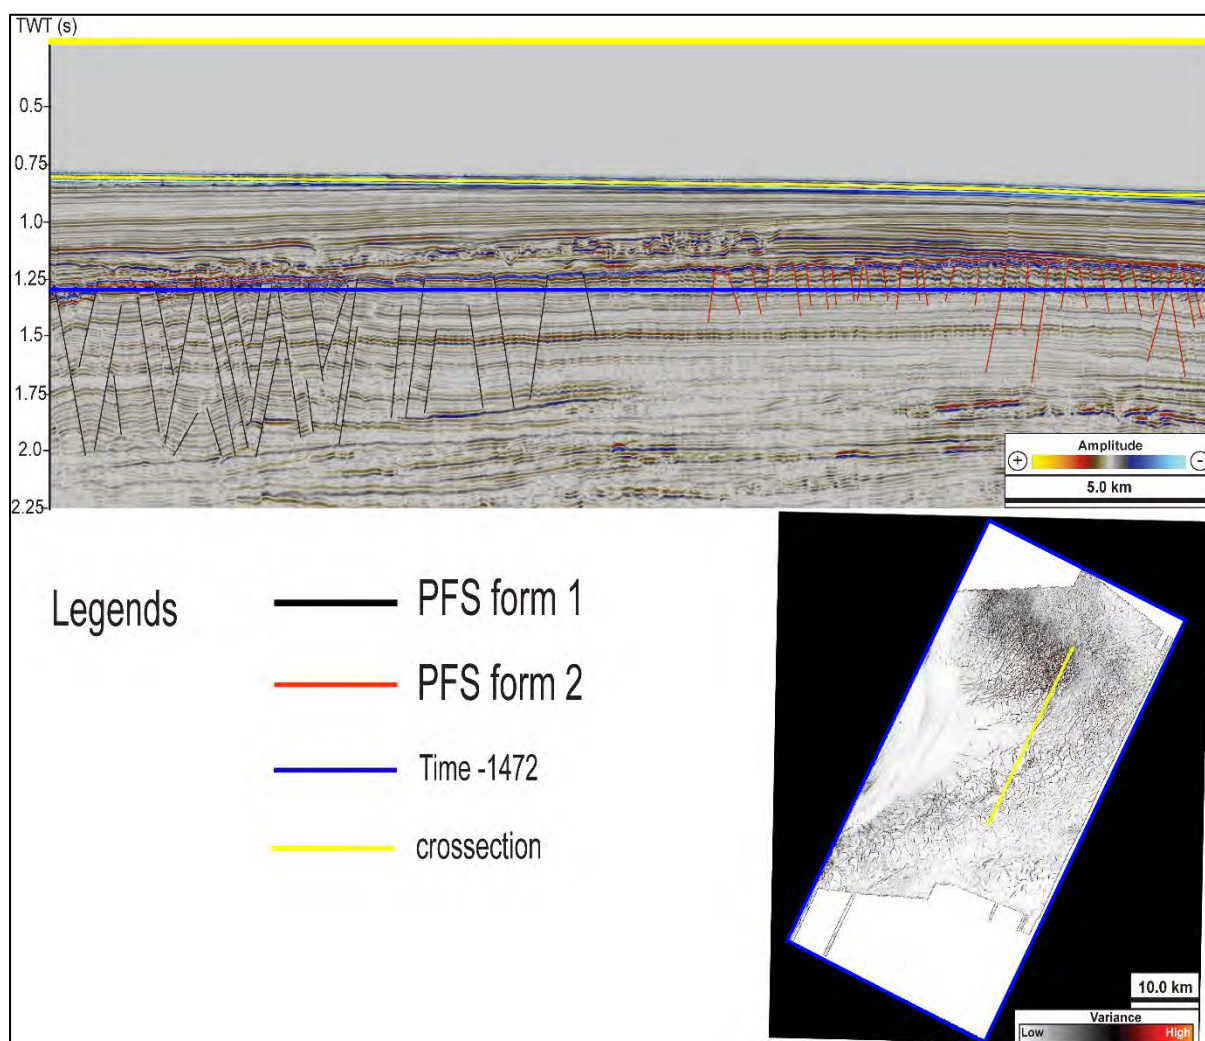 TWT (s)
0.5
0.75
1.0
1.25
1.5
1.75
2.0
2.25
Amplitude
+ -
5.0 km
Legends
PFS form 1
PFS form 2
Time -1472
crossection
10.0 km
Variance
Low High